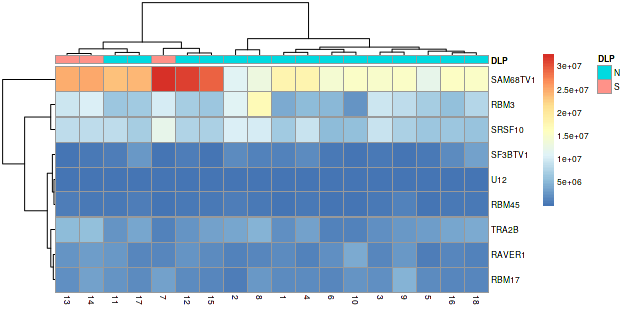 DLP
SAM68TV1
RBM3
SRSF10
SF3BTV1
U12
RBM45
TRA2B
RAVER1
RBM17
13 14 11 17 7 12 15 2 8 1 4 6 10 3 9 5 16 18
3e+07
2.5e+07
2e+07
1.5e+07
1e+07
5e+06
DLP
N
S